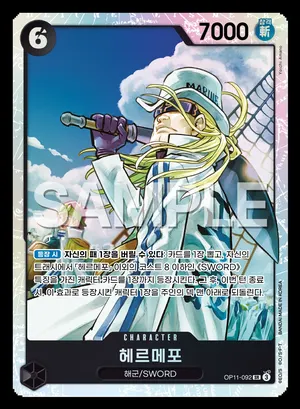 6
7000
참격
斬
MARINE
SAMPLE
등장 시 자신의 패 1장을 버릴 수 있다: 카드를 1장 뽑고, 자신의
트래시에서 「헤르메포」 이외의 코스트 8 이하인 《SWORD》
특징을 가진 캐릭터 카드를 1장까지 등장시킨다. 그 후, 이번 턴 종료
시, 이 효과로 등장시킨 캐릭터 1장을 주인의 덱 맨 아래로 되돌린다.
CHARACTER
헤르메포
해군/SWORD
OP11-092